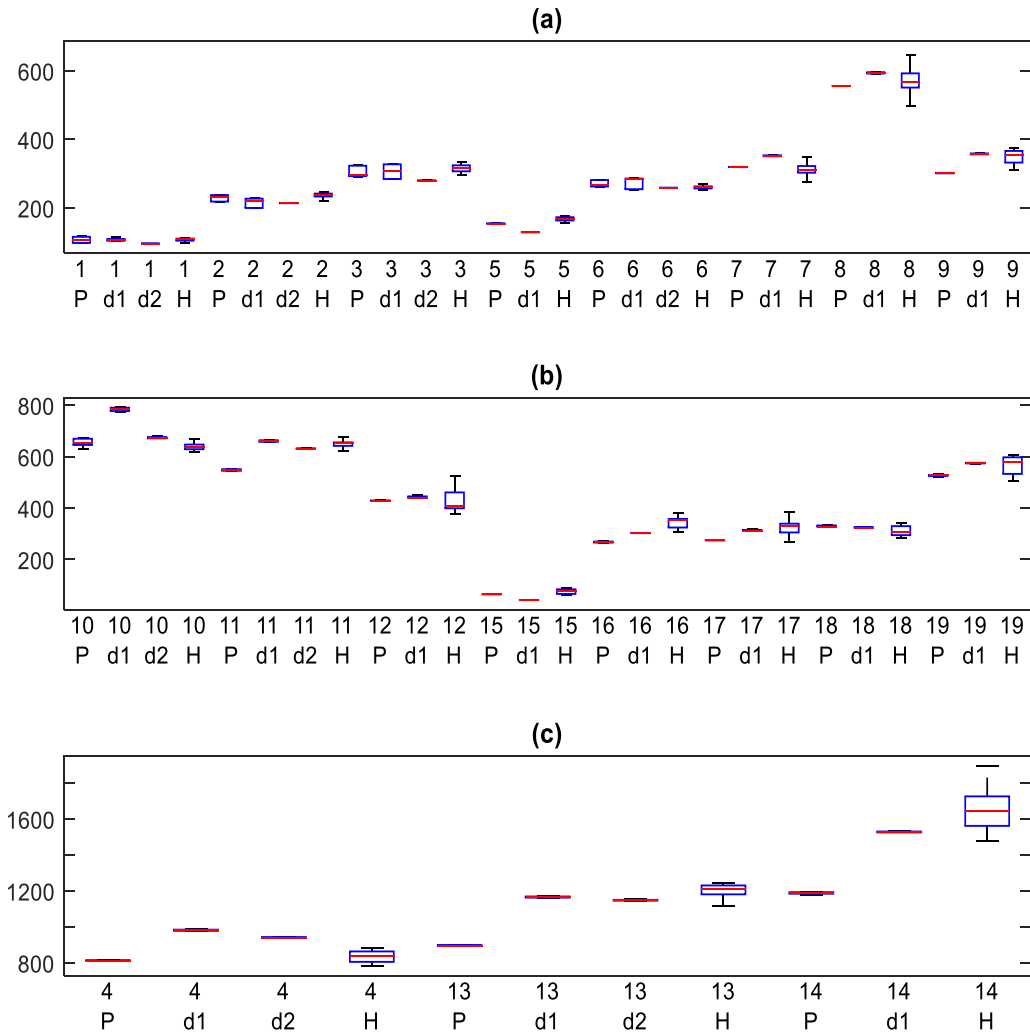 (a)
600
400
200
1 1 1 1 2 2 2 2 3 3 3 3 5 5 5 6 6 6 6 7 7 7 8 8 8 9 9 9
P d1 d2 H P d1 d2 H P d1 d2 H P d1 H P d1 d2 H P d1 H P d1 H P d1 H
(b)
800
600
400
200
10 10 10 10 11 11 11 11 12 12 12 15 15 15 16 16 16 17 17 17 18 18 18 19 19 19
P d1 d2 H P d1 d2 H P d1 H P d1 H P d1 H P d1 H P d1 H P d1 H
(c)
1600
1200
800
4 4 4 4 13 13 13 13 14 14 14
P d1 d2 H P d1 d2 H P d1 H